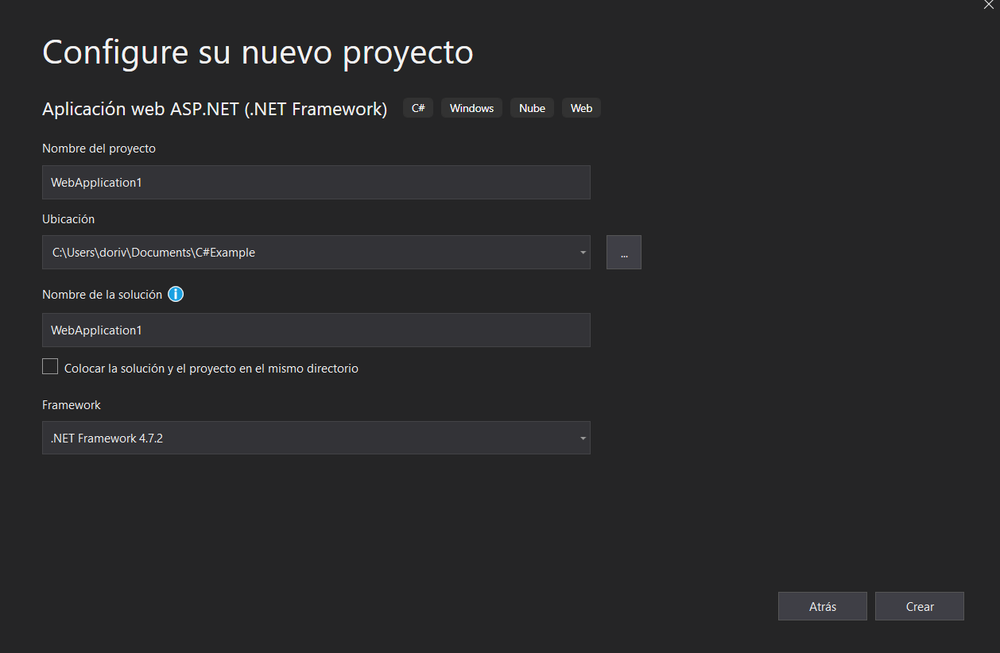 Configure su nuevo proyecto
Aplicación web ASP.NET (.NET Framework) C# Windows Nube Web
Nombre del proyecto
WebApplication1
Ubicación
C:\Users\doriv\Documents\C#Example
...
Nombre de la solución i
WebApplication1
Colocar la solución y el proyecto en el mismo directorio
Framework
.NET Framework 4.7.2
Atrás Crear